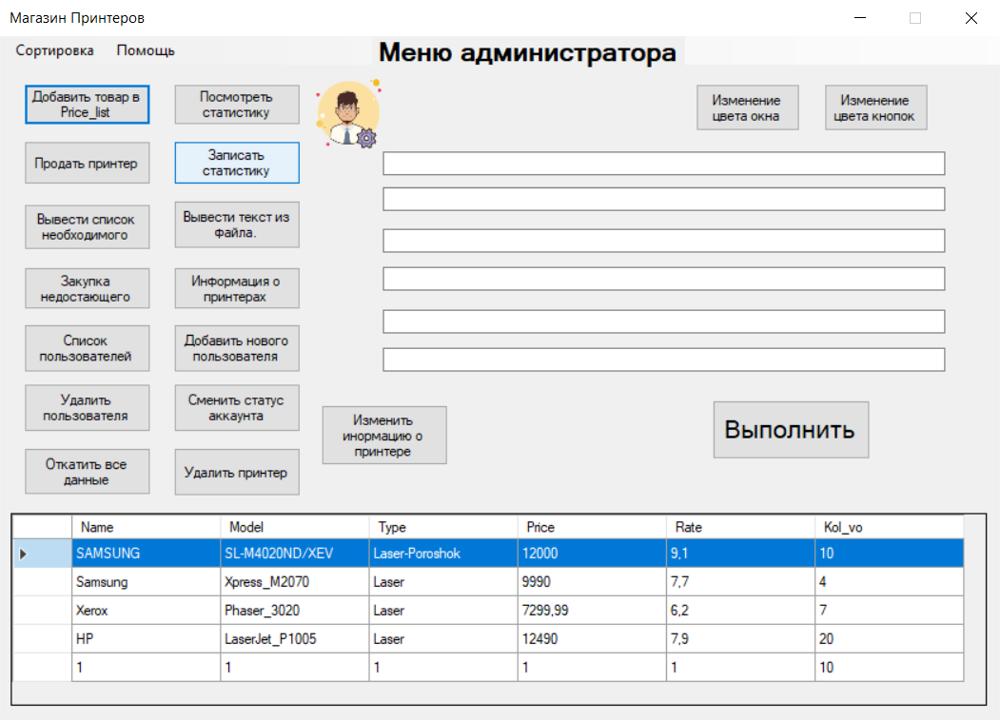 Магазин Принтеров
Сортировка Помощь
Меню администратора
Добавить товар в
Price_list
Посмотреть
статистику
Изменение
цвета окна
Изменение
цвета кнопок
Продать принтер
Записать
статистику
Вывести список
необходимого
Вывести текст из
файла.
Закупка
недостающего
Информация о
принтерах
Список
пользователей
Добавить нового
пользователя
Удалить
пользователя
Сменить статус
аккаунта
Изменить
инормацию о
принтере
Выполнить
Откатить все
данные
Удалить принтер
Name Model Type Price Rate Kol_vo
SAMSUNG SL-M4020ND/XEV Laser-Poroshok 12000 9,1 10
Samsung Xpress_M2070 Laser 9990 7,7 4
Xerox Phaser_3020 Laser 7299,99 6,2 7
HP LaserJet_P1005 Laser 12490 7,9 20
1 1 1 1 1 10